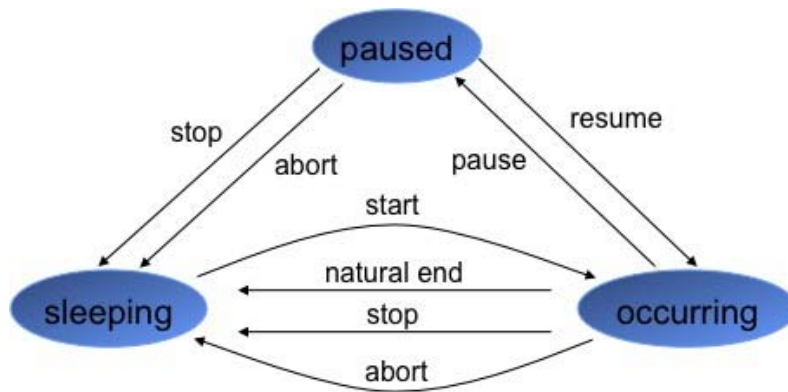 paused
stop
resume
abort
pause
start
natural end
sleeping
stop
occurring
abort